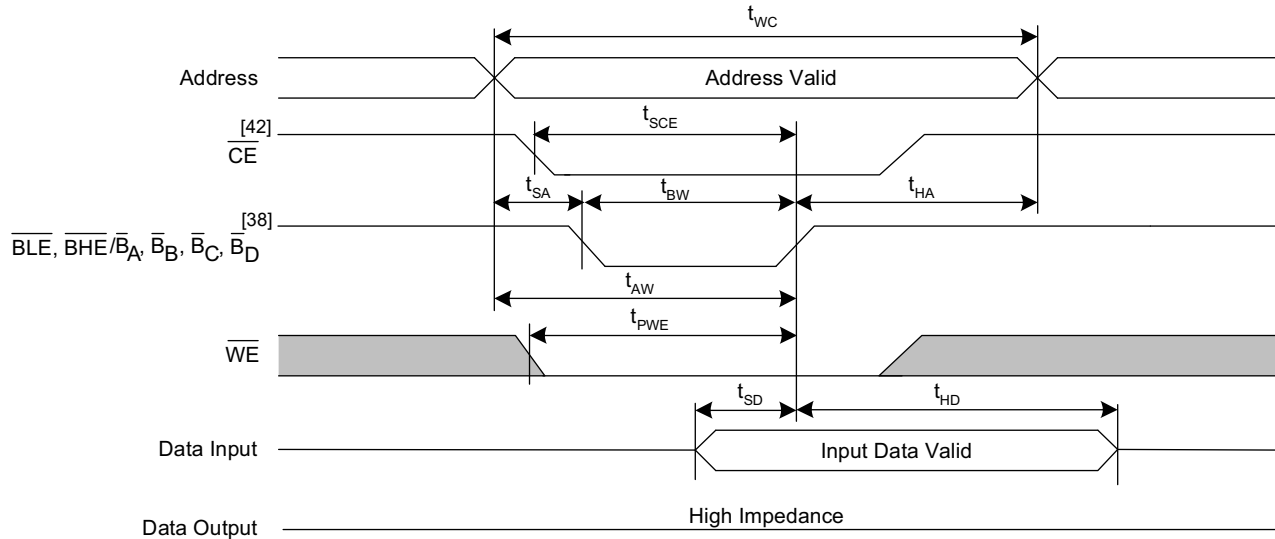 tWC
Address
Address Valid
[42]
CE
tSCE
tSA
tBW
tHA
[38]
BLE, BHE/BA, BB, BC, BD
tAW
tPWE
WE
tSD
tHD
Data Input
Input Data Valid
Data Output
High Impedance